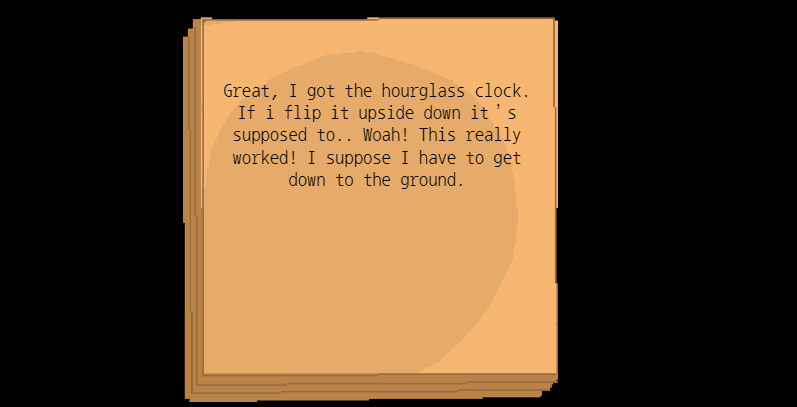 Great, I got the hourglass clock.
If i flip it upside down it's
supposed to.. Woah! This really
worked! I suppose I have to get
down to the ground.